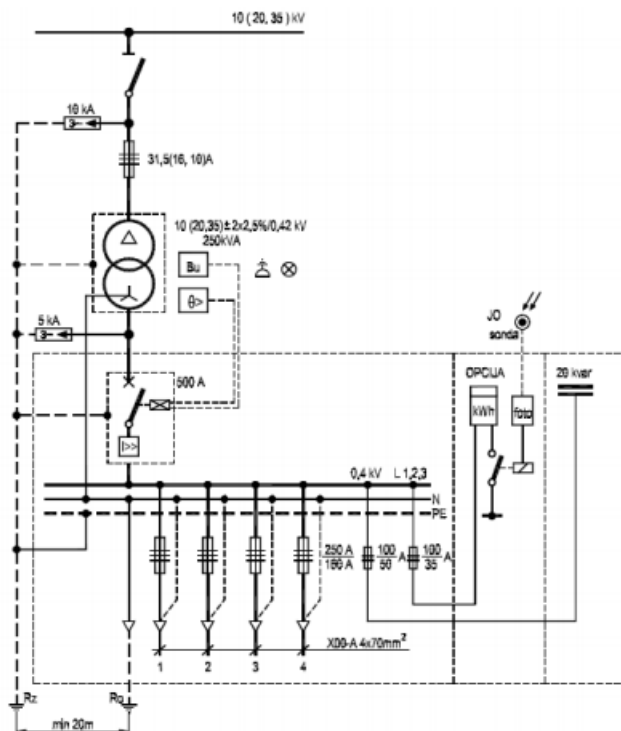 10 (20, 35) kV
10 kA
31,5(16, 10)A
10 (20,35)±2x2,5%/0,42 kV
250kVA
Bu
θ>
5 kA
JO
sonda
500 A
OPCIJA
20 kvar
kWh
foto
I>>
0,4 kV L 1,2,3
N
PE
250 A
160 A
100
50 A
100
35 A
X00-A 4x70mm²
1 2 3 4
Rz Ro
min 20m